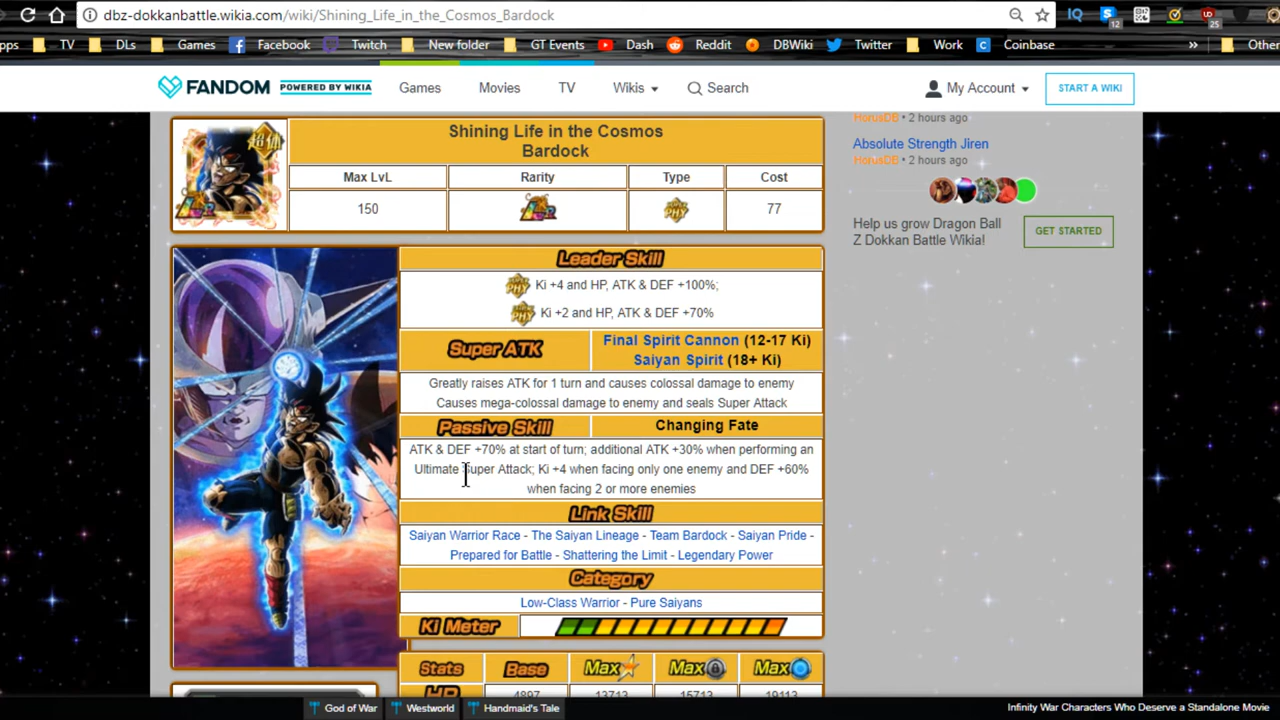 dbz-dokkanbattle.wikia.com/wiki/Shining_Life_in_the_Cosmos_Bardock
pps TV DLs Games Facebook Twitch New folder GT Events Dash Reddit DBWiki Twitter Work Coinbase » Other
12 25
FANDOM POWERED BY WIKIA Games Movies TV Wikis Search My Account START A WIKI
HorusDB • 2 hours ago
Absolute Strength Jiren
HorusDB • 2 hours ago
Help us grow Dragon Ball
Z Dokkan Battle Wikia!
GET STARTED
Shining Life in the Cosmos
Bardock
Max LvL Rarity Type Cost
150 PHY 77
Leader Skill
Ki +4 and HP, ATK & DEF +100%;
Ki +2 and HP, ATK & DEF +70%
Super ATK
Final Spirit Cannon (12-17 Ki)
Saiyan Spirit (18+ Ki)
Greatly raises ATK for 1 turn and causes colossal damage to enemy
Causes mega-colossal damage to enemy and seals Super Attack
Passive Skill Changing Fate
ATK & DEF +70% at start of turn; additional ATK +30% when performing an
Ultimate Super Attack; Ki +4 when facing only one enemy and DEF +60%
when facing 2 or more enemies
Link Skill
Saiyan Warrior Race - The Saiyan Lineage - Team Bardock - Saiyan Pride -
Prepared for Battle - Shattering the Limit - Legendary Power
Category
Low-Class Warrior - Pure Saiyans
Ki Meter
Stats Base Max Max Max
HP 4897 13713 15713 19113
God of War Westworld Handmaid's Tale Infinity War Characters Who Deserve a Standalone Movie